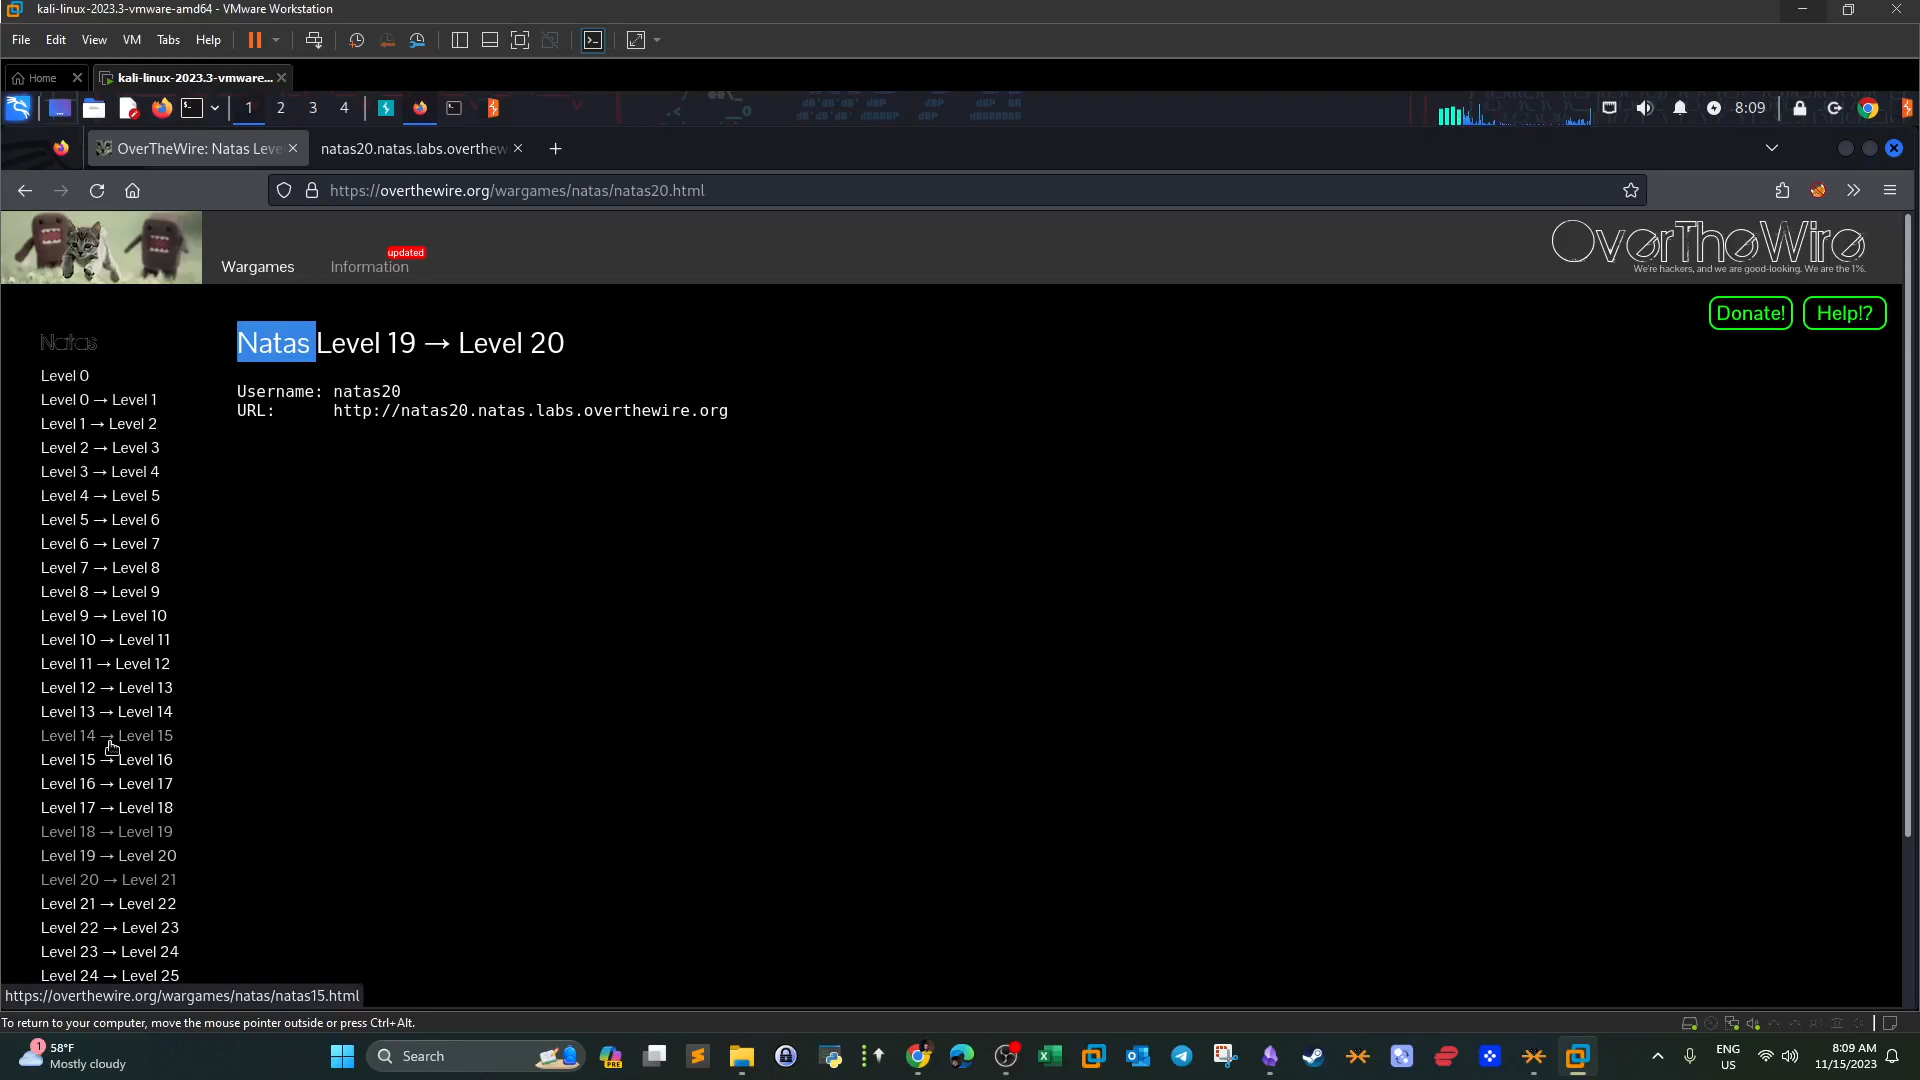 kali-linux-2023.3-vmware-amd64 - VMware Workstation
File Edit View VM Tabs Help
Home kali-linux-2023.3-vmware...
1 2 3 4 8:09
OverTheWire: Natas Leve natas20.natas.labs.overthew
https://overthewire.org/wargames/natas/natas20.html
Wargames Information updated
OverTheWire
We're hackers, and we are good-looking. We are the 1%.
Donate! Help!?
Natas
Natas Level 19 → Level 20
Username: natas20
URL: http://natas20.natas.labs.overthewire.org
Level 0
Level 0 → Level 1
Level 1 → Level 2
Level 2 → Level 3
Level 3 → Level 4
Level 4 → Level 5
Level 5 → Level 6
Level 6 → Level 7
Level 7 → Level 8
Level 8 → Level 9
Level 9 → Level 10
Level 10 → Level 11
Level 11 → Level 12
Level 12 → Level 13
Level 13 → Level 14
Level 14 → Level 15
Level 15 → Level 16
Level 16 → Level 17
Level 17 → Level 18
Level 18 → Level 19
Level 19 → Level 20
Level 20 → Level 21
Level 21 → Level 22
Level 22 → Level 23
Level 23 → Level 24
Level 24 → Level 25
https://overthewire.org/wargames/natas/natas15.html
To return to your computer, move the mouse pointer outside or press Ctrl+Alt.
1 58°F
Mostly cloudy
Search
PRE
ENG
US
8:09 AM
11/15/2023